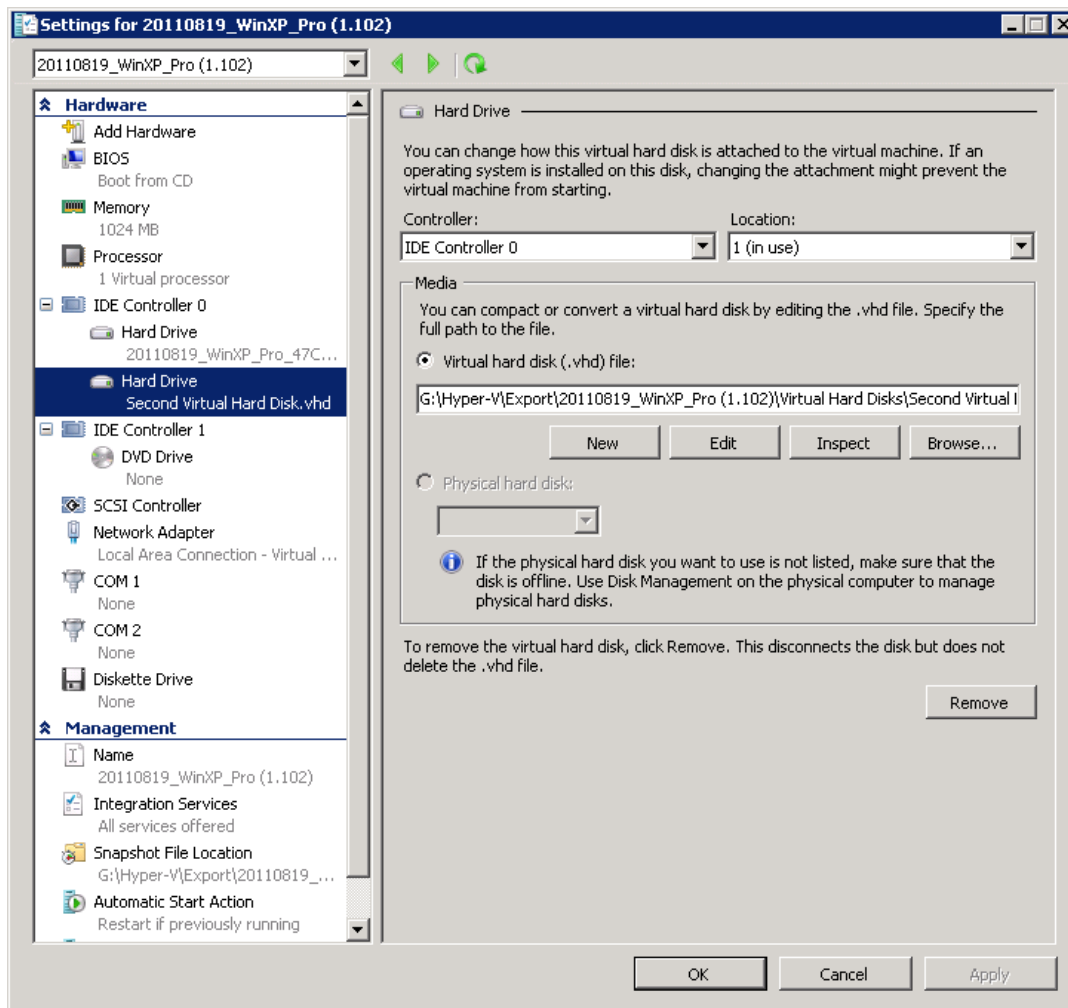 Settings for 20110819_WinXP_Pro (1.102)
20110819_WinXP_Pro (1.102)
Hardware
Add Hardware
BIOS
Boot from CD
Memory
1024 MB
Processor
1 Virtual processor
IDE Controller 0
Hard Drive
20110819_WinXP_Pro_47C...
Hard Drive
Second Virtual Hard Disk.vhd
IDE Controller 1
DVD Drive
None
SCSI Controller
Network Adapter
Local Area Connection - Virtual ...
COM 1
None
COM 2
None
Diskette Drive
None
Management
Name
20110819_WinXP_Pro (1.102)
Integration Services
All services offered
Snapshot File Location
G:\Hyper-V\Export\20110819_...
Automatic Start Action
Restart if previously running
Hard Drive
You can change how this virtual hard disk is attached to the virtual machine. If an
operating system is installed on this disk, changing the attachment might prevent the
virtual machine from starting.
Controller:
Location:
IDE Controller 0
1 (in use)
Media
You can compact or convert a virtual hard disk by editing the .vhd file. Specify the
full path to the file.
Virtual hard disk (.vhd) file:
G:\Hyper-V\Export\20110819_WinXP_Pro (1.102)\Virtual Hard Disks\Second Virtual
New
Edit
Inspect
Browse...
Physical hard disk:
If the physical hard disk you want to use is not listed, make sure that the
disk is offline. Use Disk Management on the physical computer to manage
physical hard disks.
To remove the virtual hard disk, click Remove. This disconnects the disk but does not
delete the .vhd file.
Remove
OK
Cancel
Apply